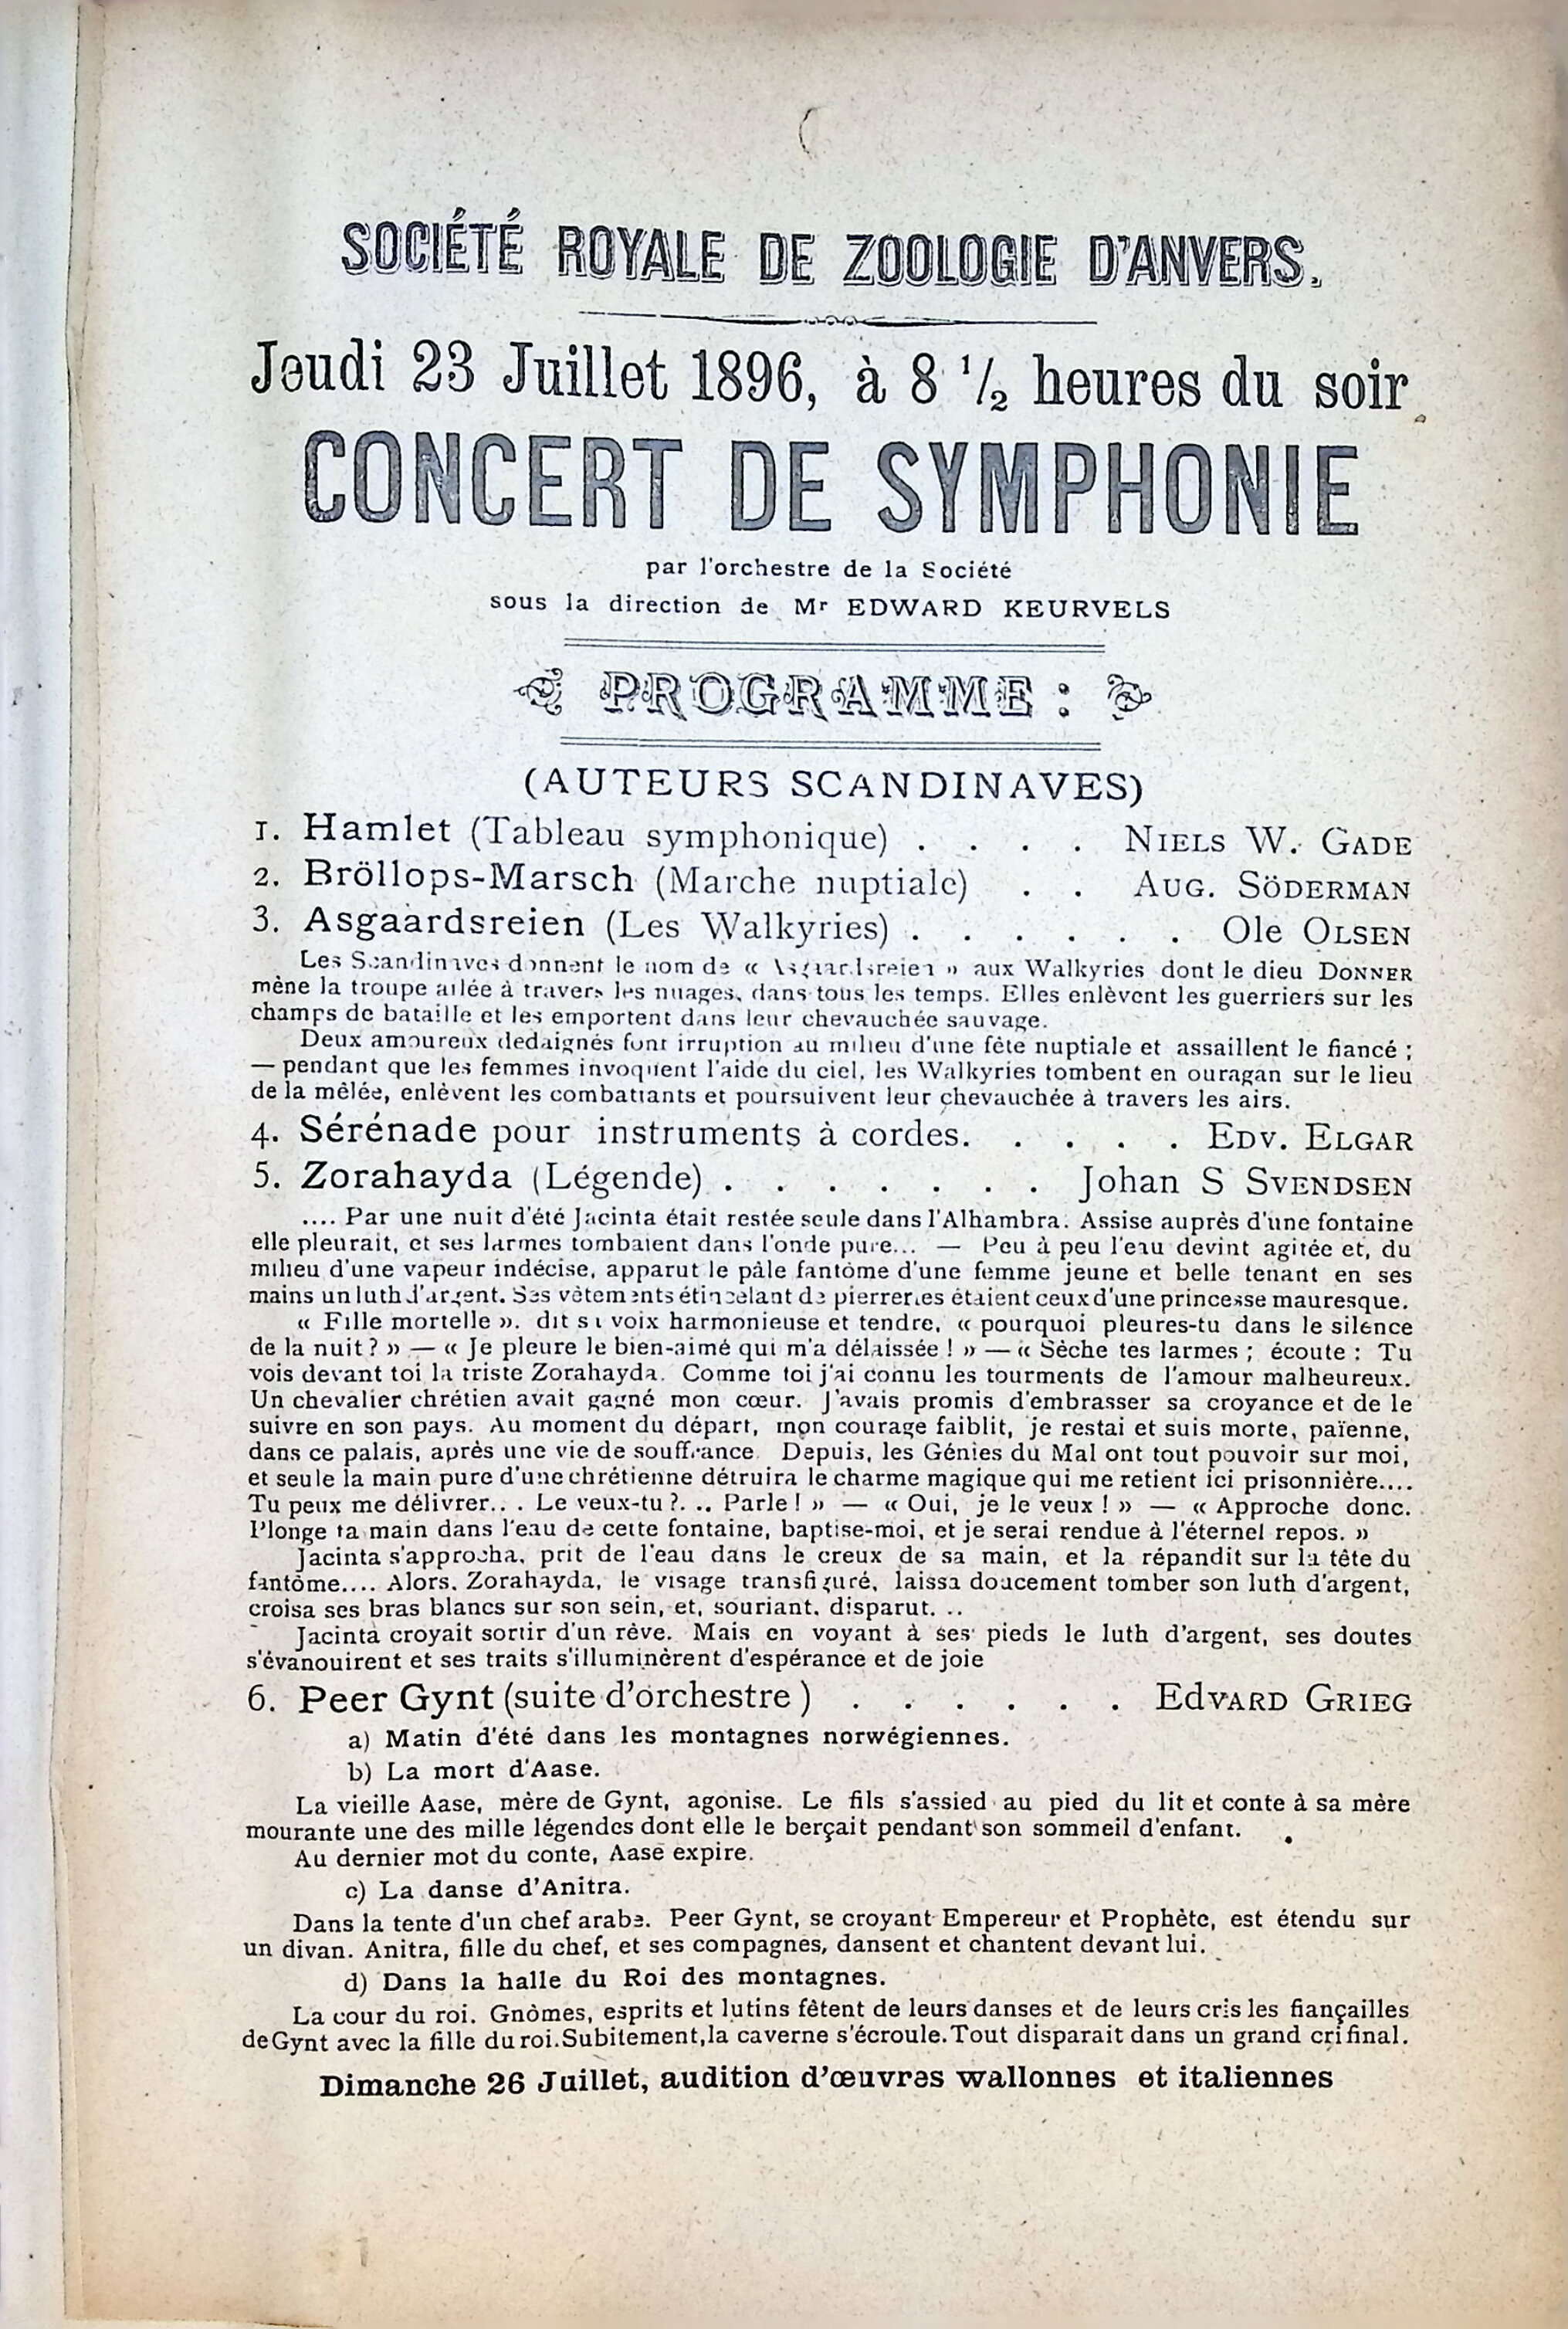 SOCIÉTÉ ROYALE DE ZOOLOGIE D'ANVERS.
Jeudi 23 Juillet 1896, à 8 1/2 heures du soir
CONCERT DE SYMPHONIE
par l'orchestre de la Société
sous la direction de Mr EDWARD KEURVELS
PROGRAMME :
(AUTEURS SCANDINAVES)
1. Hamlet (Tableau symphonique) . . . . NIELS W. GADE
2. Bröllops-Marsch (Marche nuptiale) . . AUG. SÖDERMAN
3. Asgaardsreien (Les Walkyries) . . . . . . Ole OLSEN
Les Scandinaves donnent le nom de « Asgaardsreien » aux Walkyries dont le dieu DONNER
mène la troupe ailée à travers les nuages, dans tous les temps. Elles enlèvent les guerriers sur les
champs de bataille et les emportent dans leur chevauchée sauvage.
Deux amoureux dedaignés font irruption au milieu d'une fête nuptiale et assaillent le fiancé ;
— pendant que les femmes invoquent l'aide du ciel, les Walkyries tombent en ouragan sur le lieu
de la mêlée, enlèvent les combattants et poursuivent leur chevauchée à travers les airs.
4. Sérénade pour instruments à cordes. . . . . EDV. ELGAR
5. Zorahayda (Légende) . . . . . . . Johan S SVENDSEN
.... Par une nuit d'été Jacinta était restée seule dans l'Alhambra. Assise auprès d'une fontaine
elle pleurait, et ses larmes tombaient dans l'onde pure... — Peu à peu l'eau devint agitée et, du
milieu d'une vapeur indécise, apparut le pâle fantôme d'une femme jeune et belle tenant en ses
mains un luth d'argent. Ses vêtements étincelant de pierreries étaient ceux d'une princesse mauresque.
« Fille mortelle ». dit sa voix harmonieuse et tendre, « pourquoi pleures-tu dans le silence
de la nuit ? » — « Je pleure le bien-aimé qui m'a délaissée ! » — « Sèche tes larmes ; écoute : Tu
vois devant toi la triste Zorahayda. Comme toi j'ai connu les tourments de l'amour malheureux.
Un chevalier chrétien avait gagné mon cœur. J'avais promis d'embrasser sa croyance et de le
suivre en son pays. Au moment du départ, mon courage faiblit, je restai et suis morte, païenne,
dans ce palais, après une vie de souffrance. Depuis, les Génies du Mal ont tout pouvoir sur moi,
et seule la main pure d'une chrétienne détruira le charme magique qui me retient ici prisonnière....
Tu peux me délivrer.. . Le veux-tu ?. .. Parle ! » — « Oui, je le veux ! » — « Approche donc.
Plonge ta main dans l'eau de cette fontaine, baptise-moi, et je serai rendue à l'éternel repos. »
Jacinta s'approcha, prit de l'eau dans le creux de sa main, et la répandit sur la tête du
fantôme.... Alors. Zorahayda, le visage transfiguré, laissa doucement tomber son luth d'argent,
croisa ses bras blancs sur son sein, et, souriant, disparut. ..
Jacinta croyait sortir d'un rêve. Mais en voyant à ses pieds le luth d'argent, ses doutes
s'évanouirent et ses traits s'illuminèrent d'espérance et de joie
6. Peer Gynt (suite d'orchestre) . . . . . . EdVARD GRIEG
a) Matin d'été dans les montagnes norwégiennes.
b) La mort d'Aase.
La vieille Aase, mère de Gynt, agonise. Le fils s'assied au pied du lit et conte à sa mère
mourante une des mille légendes dont elle le berçait pendant son sommeil d'enfant.
Au dernier mot du conte, Aase expire.
c) La danse d'Anitra.
Dans la tente d'un chef arabe. Peer Gynt, se croyant Empereur et Prophète, est étendu sur
un divan. Anitra, fille du chef, et ses compagnes, dansent et chantent devant lui.
d) Dans la halle du Roi des montagnes.
La cour du roi. Gnòmes, esprits et lutins fêtent de leurs danses et de leurs cris les fiançailles
de Gynt avec la fille du roi. Subitement, la caverne s'écroule. Tout disparait dans un grand cri final.
Dimanche 26 Juillet, audition d'œuvres wallonnes et italiennes